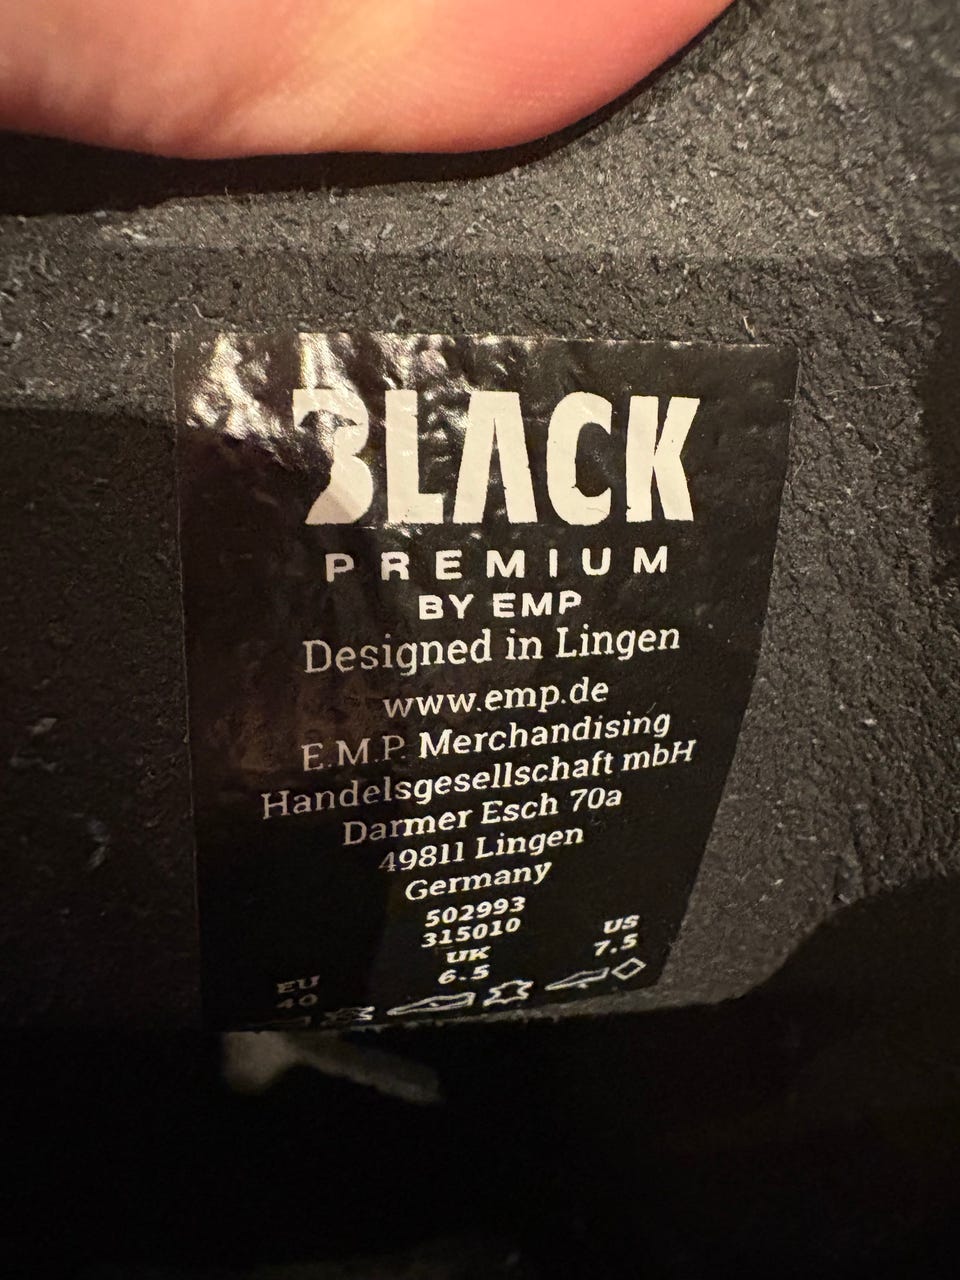 BLACK
PREMIUM
BY EMP
Designed in Lingen
www.emp.de
E.M.P. Merchandising
Handelsgesellschaft mbH
Darmer Esch 70a
49811 Lingen
Germany
502993
315010
EU UK US
40 6.5 7.5